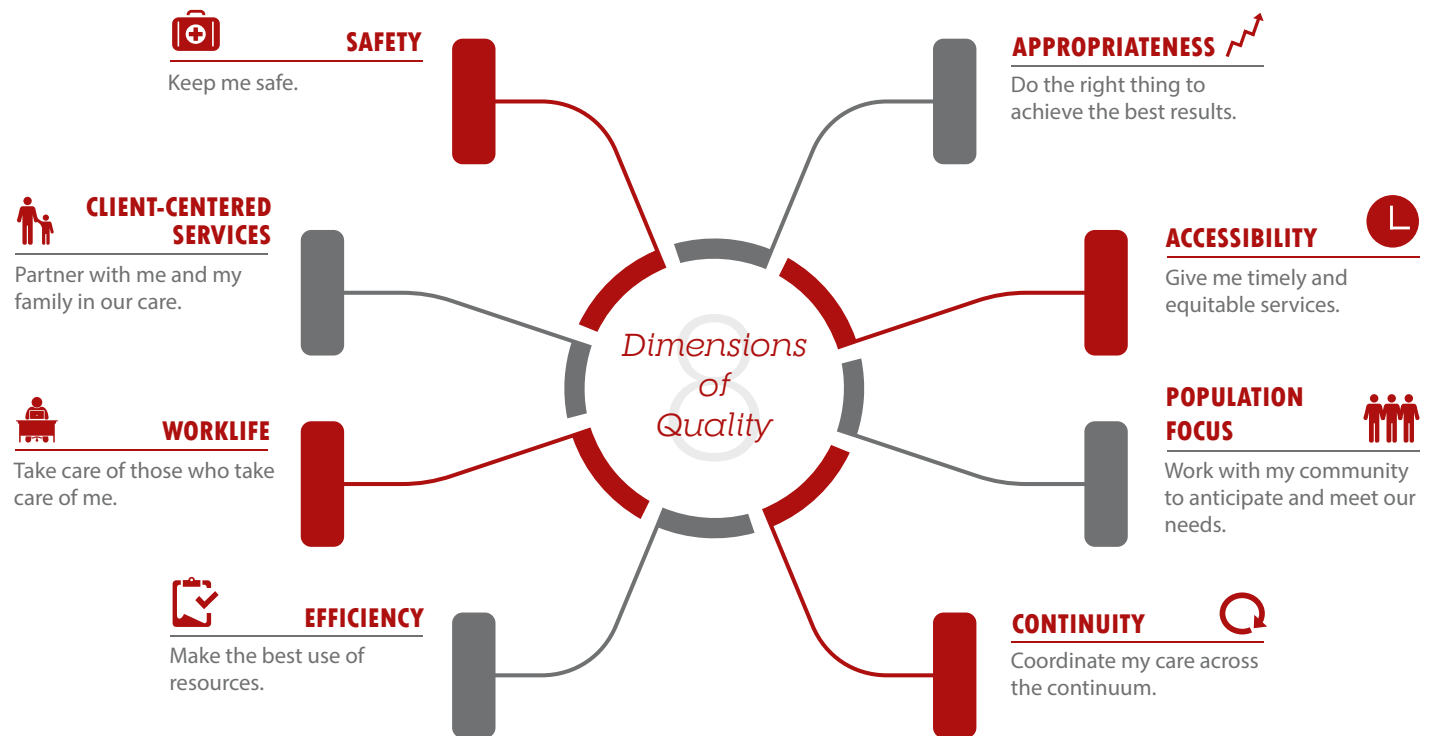 SAFETY
Keep me safe.
APPROPRIATENESS
Do the right thing to
achieve the best results.
CLIENT-CENTERED
SERVICES
Partner with me and my
family in our care.
ACCESSIBILITY
Give me timely and
equitable services.
8
Dimensions
of
Quality
WORKLIFE
Take care of those who take
care of me.
POPULATION
FOCUS
Work with my community
to anticipate and meet our
needs.
EFFICIENCY
Make the best use of
resources.
CONTINUITY
Coordinate my care across
the continuum.